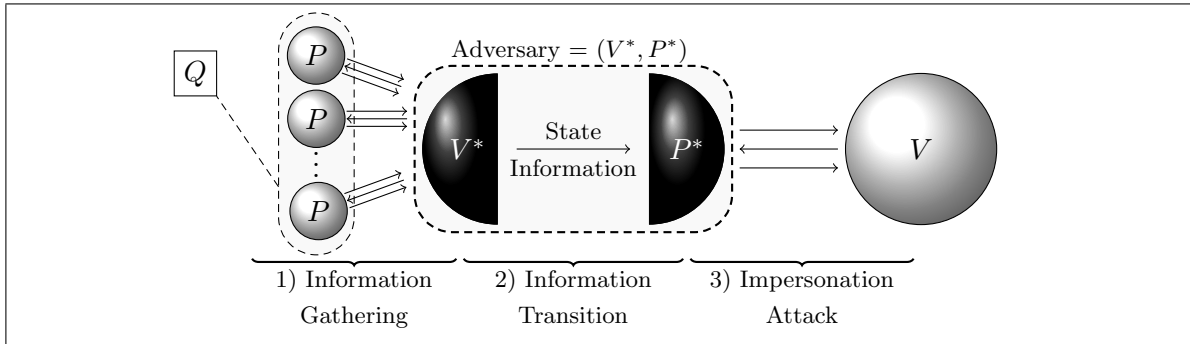 Adversary = (V*, P*)
Q
P
P
P
V*
State
Information
P*
V
1) Information
Gathering
2) Information
Transition
3) Impersonation
Attack